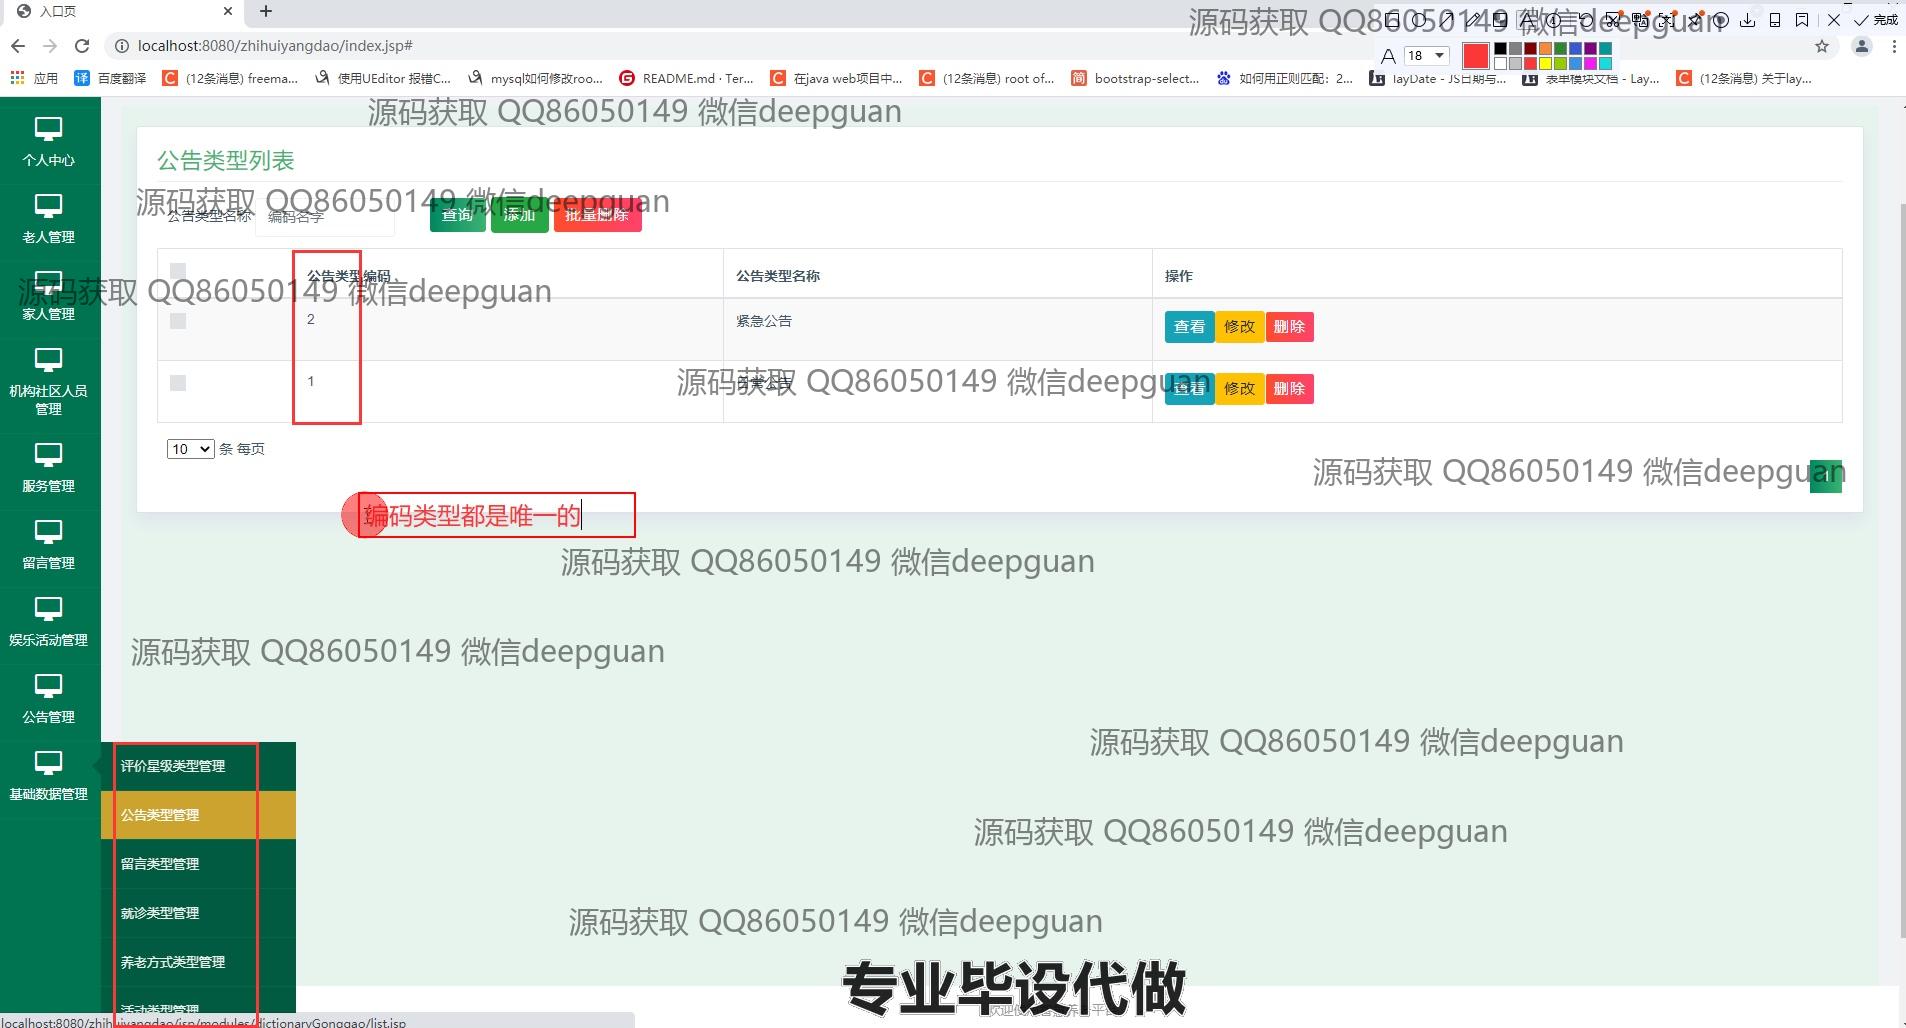 入口页
源码获取 QQ86050149 微信deepguan
完成
localhost:8080/zhihuiyangdao/index.jsp#
18
应用
百度翻译
(12条消息) freema...
使用UEditor 报错C...
mysql如何修改roo...
README.md · Ter...
在java web项目中...
(12条消息) root of...
bootstrap-select...
如何用正则匹配：2...
layDate - JS日期与...
表单模块文档 - Lay...
(12条消息) 关于lay...
源码获取 QQ86050149 微信deepguan
个人中心
公告类型列表
源码获取 QQ86050149 微信deepguan
公告类型名称
编码名字
查询
添加
批量删除
老人管理
公告类型编码
公告类型名称
操作
源码获取 QQ86050149 微信deepguan
家人管理
2
紧急公告
查看
修改
删除
1
日常公告
查看
修改
删除
源码获取 QQ86050149 微信deepguan
机构社区人员
管理
10
条 每页
源码获取 QQ86050149 微信deepguan
1
服务管理
编码类型都是唯一的
源码获取 QQ86050149 微信deepguan
留言管理
娱乐活动管理
源码获取 QQ86050149 微信deepguan
公告管理
源码获取 QQ86050149 微信deepguan
基础数据管理
评价星级类型管理
公告类型管理
源码获取 QQ86050149 微信deepguan
留言类型管理
就诊类型管理
源码获取 QQ86050149 微信deepguan
养老方式类型管理
活动类型管理
专业毕设代做
localhost:8080/zhihuiyangdao/jsp/modules/dictionaryGonggao/list.jsp